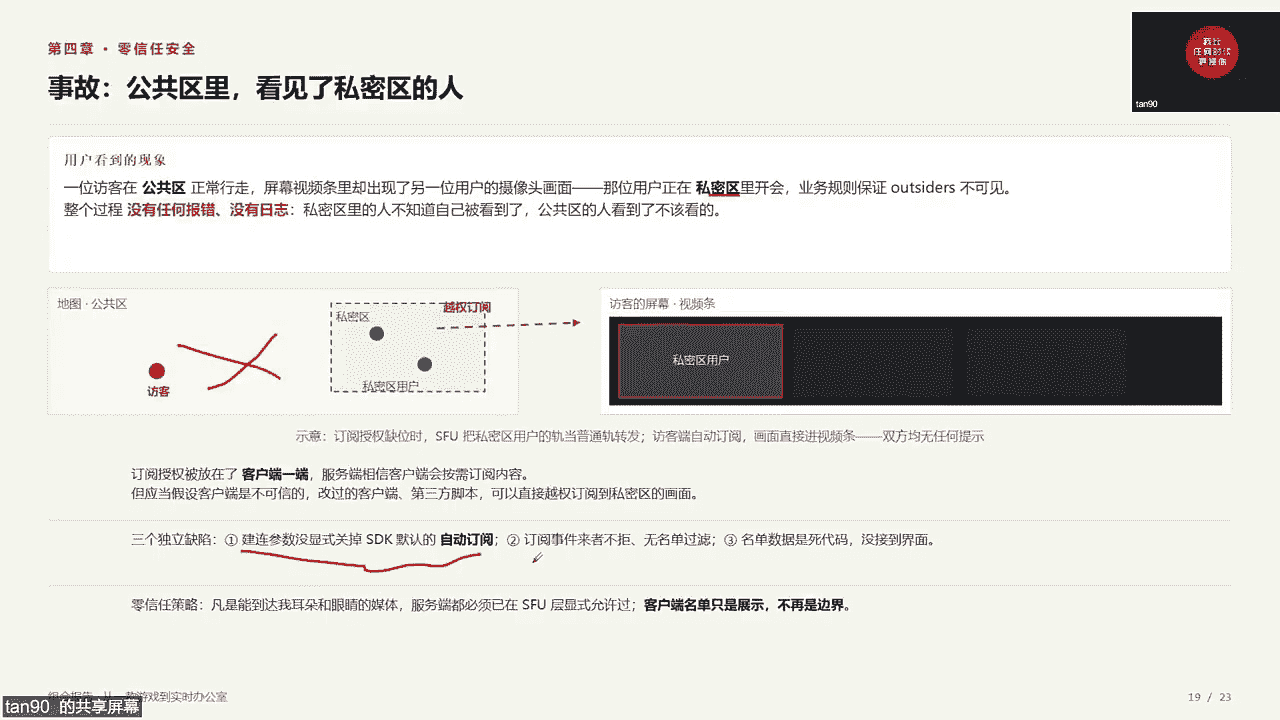 第四章 · 零信任安全
事故：公共区里，看见了私密区的人
tan90
用户看到的现象
一位访客在 公共区 正常行走，屏幕视频条里却出现了另一位用户的摄像头画面——那位用户正在 私密区里开会，业务规则保证 outsiders 不可见。
整个过程 没有任何报错、没有日志：私密区里的人不知道自己被看到了，公共区的人看到了不该看的。
地图 · 公共区
越权订阅
私密区
访客
私密区用户
访客的屏幕 · 视频条
私密区用户
示意：订阅授权缺位时，SFU 把私密区用户的轨当普通轨转发；访客端自动订阅，画面直接进视频条——双方均无任何提示
订阅授权被放在了 客户端一端，服务端相信客户端会按需订阅内容。
但应当假设客户端是不可信的，改过的客户端、第三方脚本，可以直接越权订阅到私密区的画面。
三个独立缺陷：① 建连参数没显式关掉 SDK 默认的 自动订阅；② 订阅事件来者不拒、无名单过滤；③ 名单数据是死代码，没接到界面。
零信任策略：凡是能到达我耳朵和眼睛的媒体，服务端都必须已在 SFU 层显式允许过；客户端名单只是展示，不再是边界。
游戏到实时办公室
19 / 23
tan90 的共享屏幕